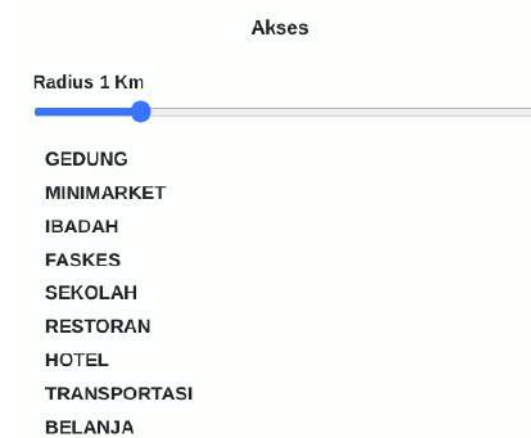 Akses
Radius 1 Km
GEDUNG
MINIMARKET
IBADAH
FASKES
SEKOLAH
RESTORAN
HOTEL
TRANSPORTASI
BELANJA